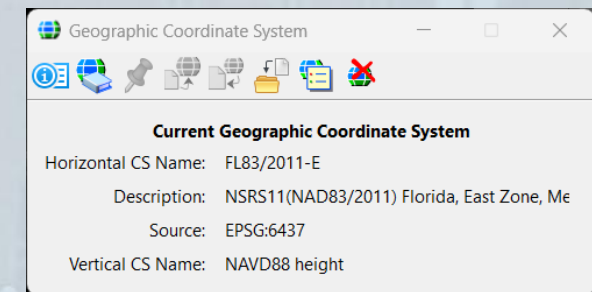 Geographic Coordinate System
Current Geographic Coordinate System
Horizontal CS Name: FL83/2011-E
Description: NSRS11(NAD83/2011) Florida, East Zone, Me
Source: EPSG:6437
Vertical CS Name: NAVD88 height